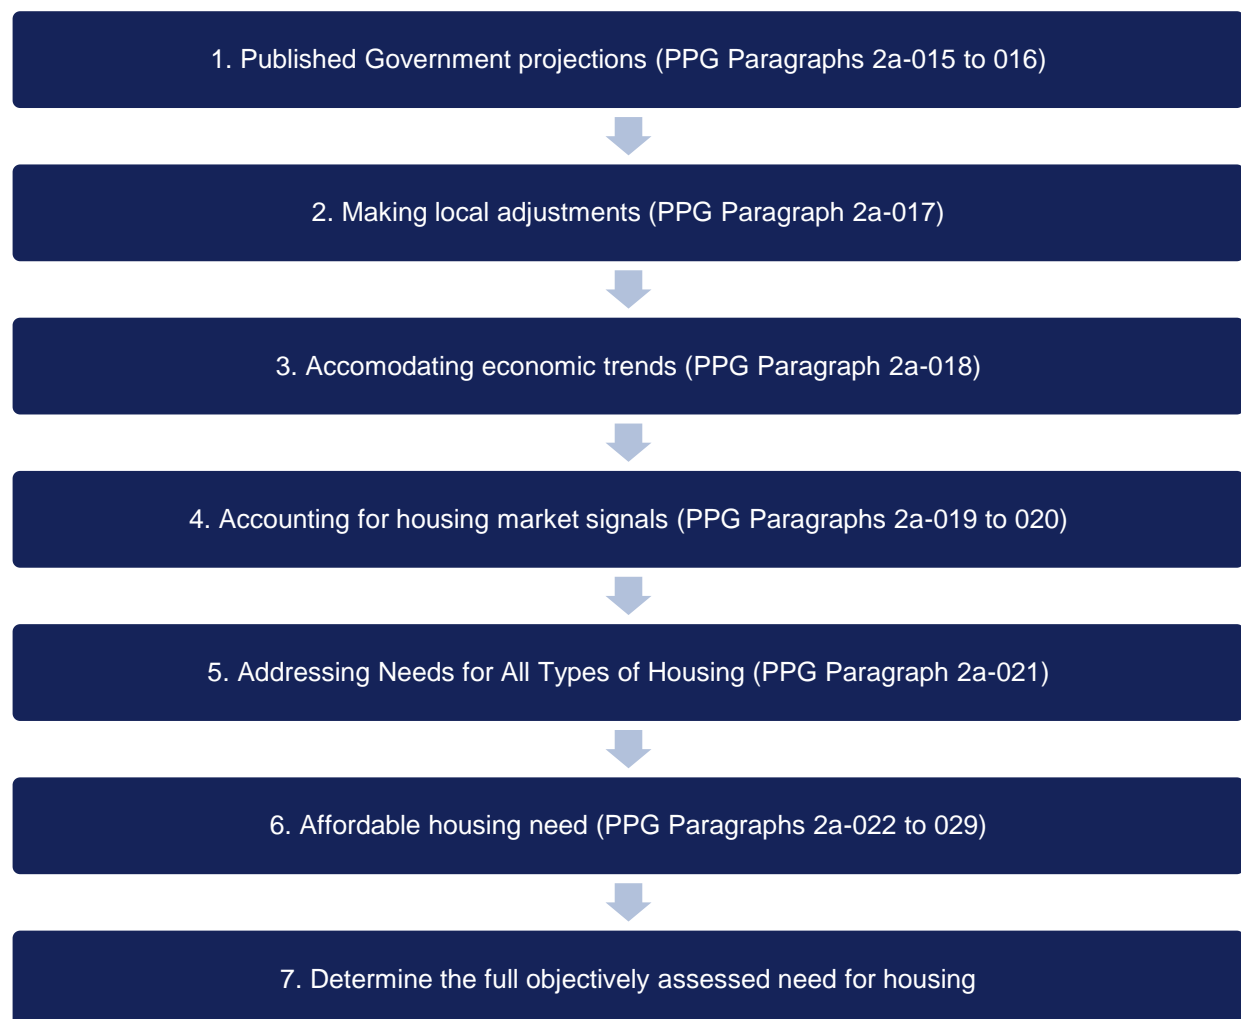 1. Published Government projections (PPG Paragraphs 2a-015 to 016)
2. Making local adjustments (PPG Paragraph 2a-017)
3. Accomodating economic trends (PPG Paragraph 2a-018)
4. Accounting for housing market signals (PPG Paragraphs 2a-019 to 020)
5. Addressing Needs for All Types of Housing (PPG Paragraph 2a-021)
6. Affordable housing need (PPG Paragraphs 2a-022 to 029)
7. Determine the full objectively assessed need for housing